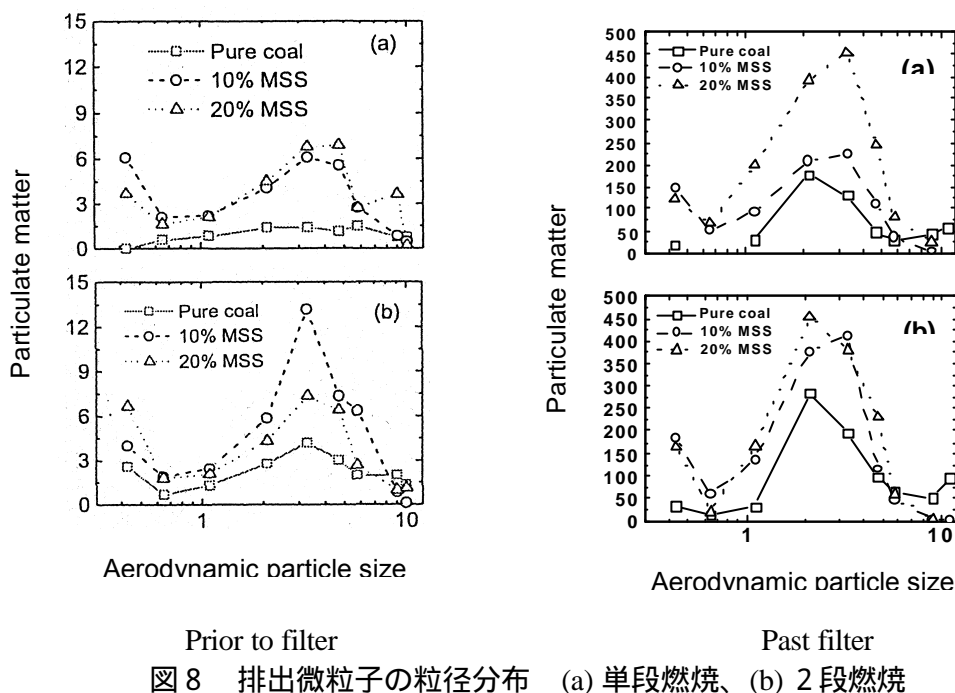 15
12
9
6
3
0
(a)
Pure coal
10% MSS
20% MSS
15
12
9
6
3
0
(b)
Pure coal
10% MSS
20% MSS
1
10
Particulate matter
Aerodynamic particle size
Prior to filter
500
450
400
350
300
250
200
150
100
50
0
(a)
Pure coal
10% MSS
20% MSS
500
450
400
350
300
250
200
150
100
50
0
(b)
Pure coal
10% MSS
20% MSS
1
10
Particulate matter
Aerodynamic particle size
Past filter
図8 排出微粒子の粒径分布 (a) 単段燃焼、(b) 2段燃焼